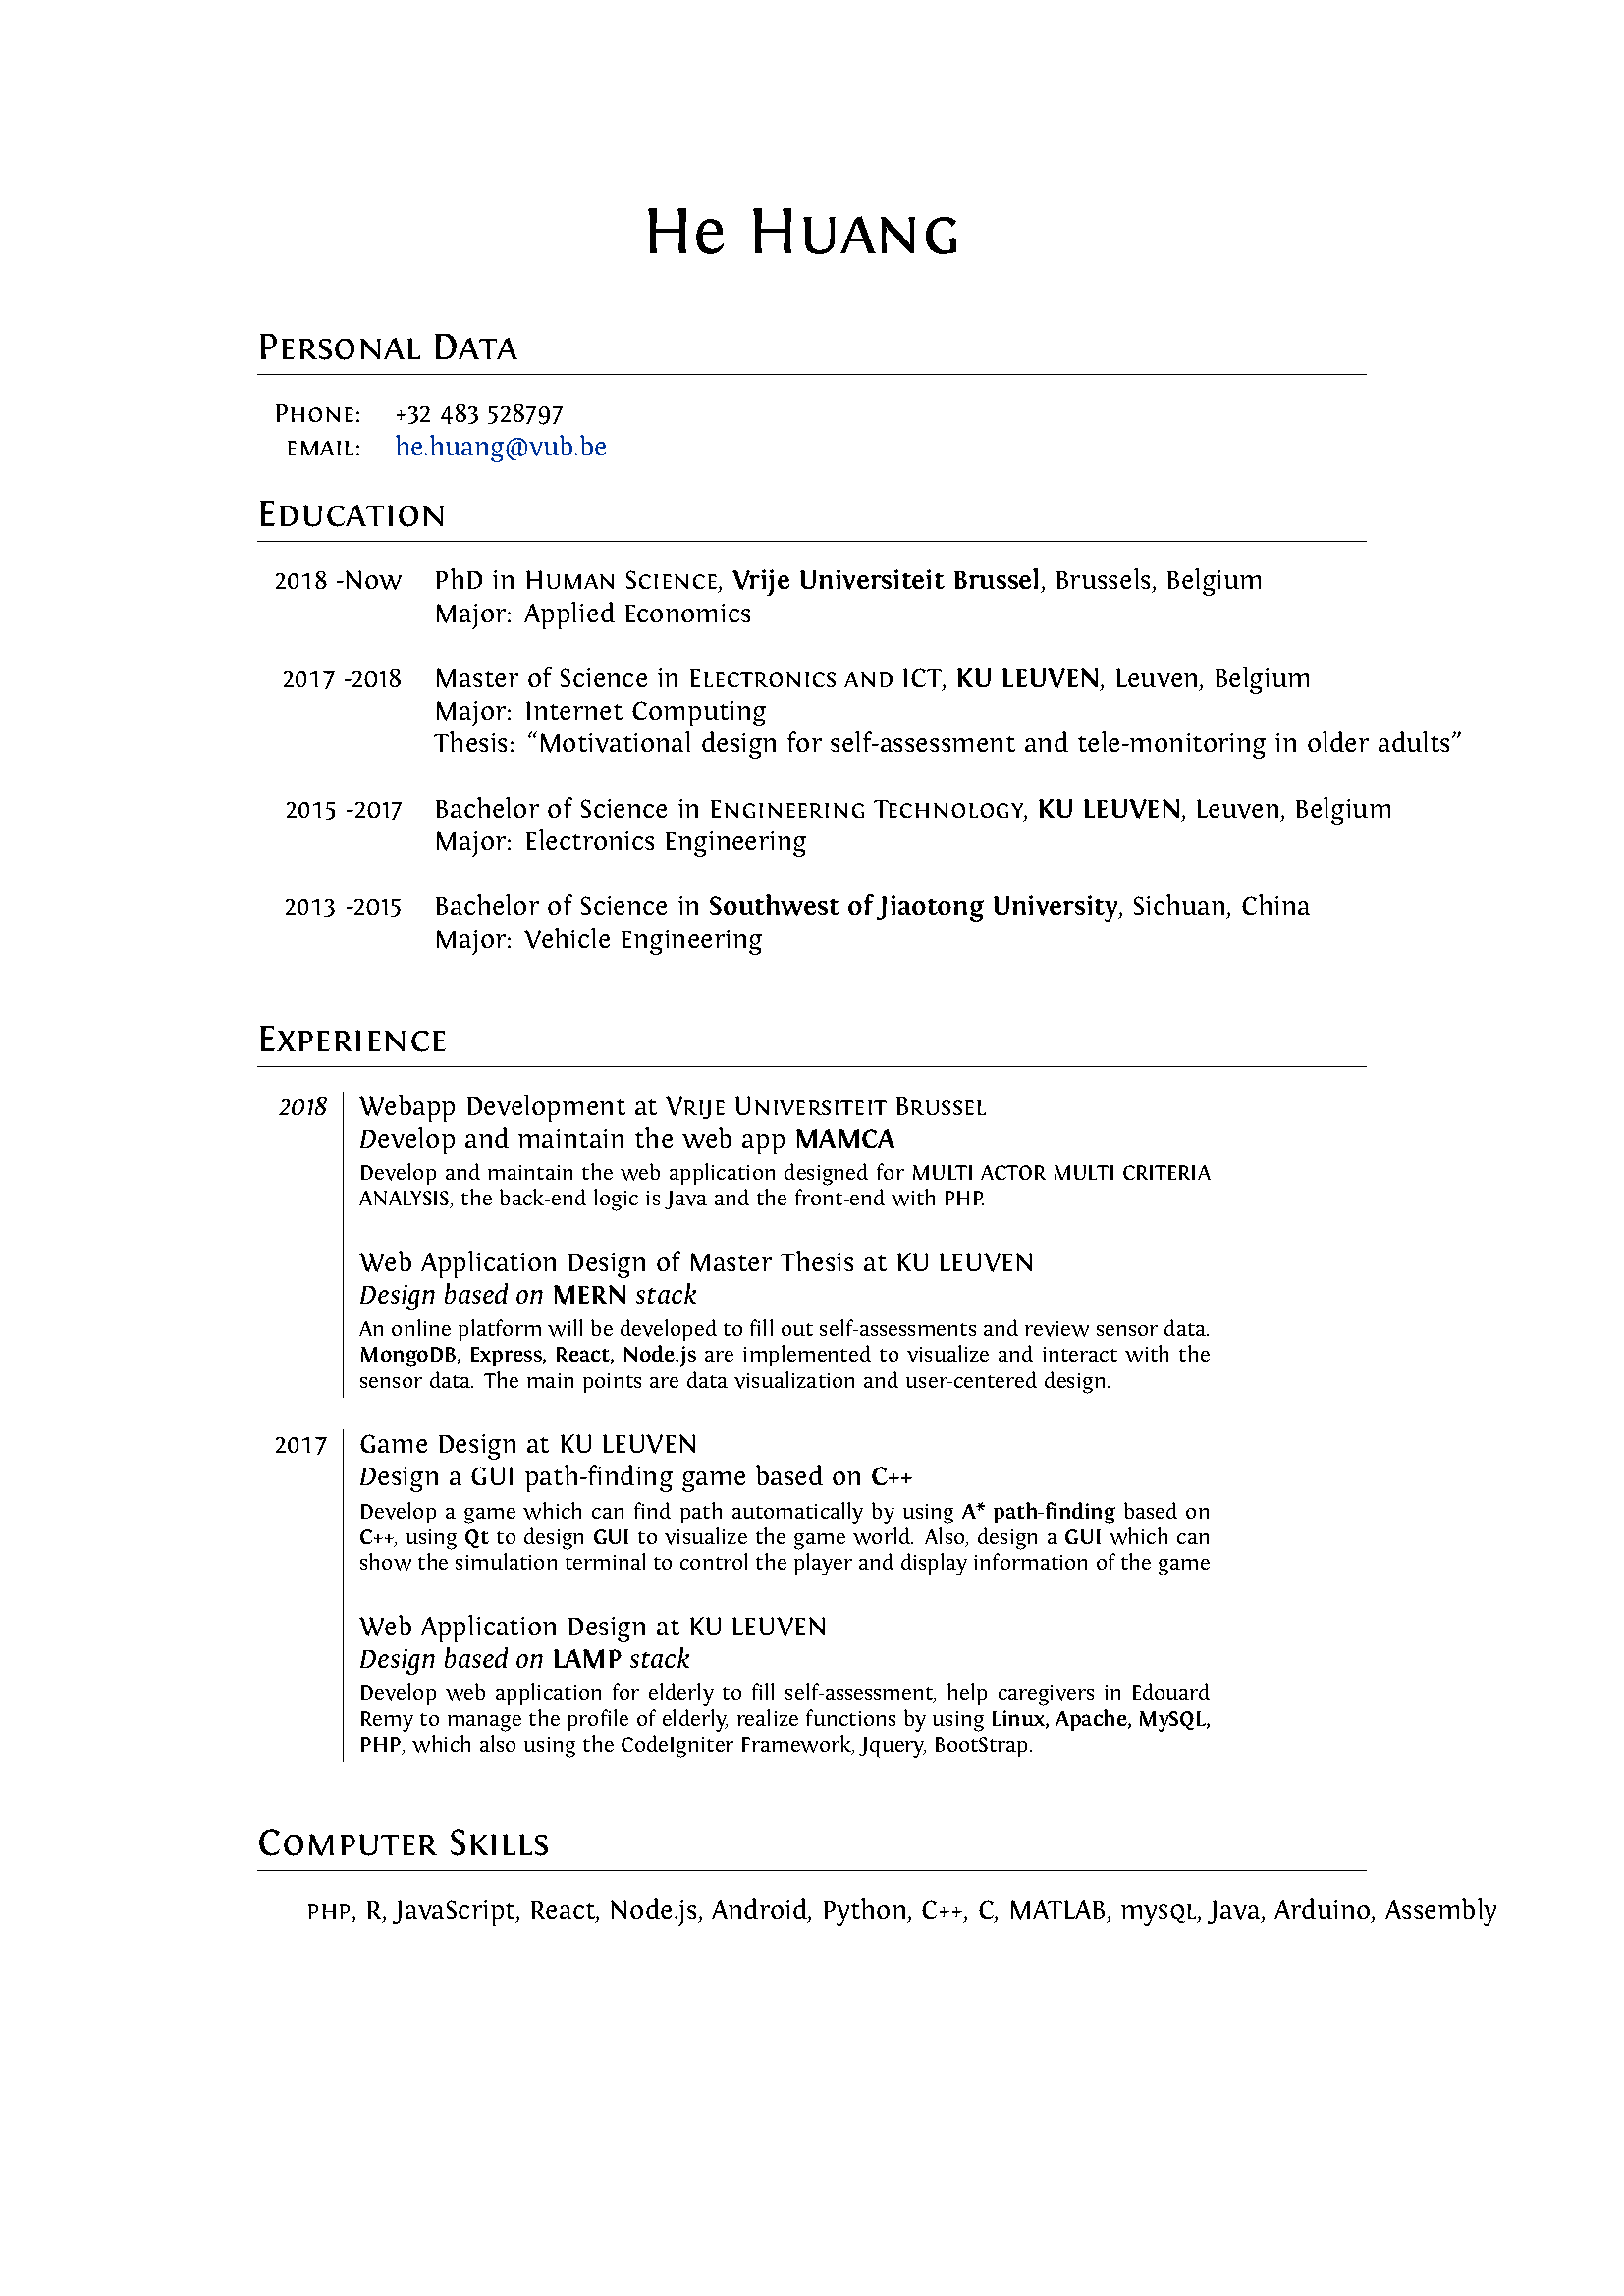 He HUANG
PERSONAL DATA
PHONE: +32 483 528797
EMAIL: he.huang@vub.be
EDUCATION
2018 -Now PhD in HUMAN SCIENCE, Vrije Universiteit Brussel, Brussels, Belgium
Major: Applied Economics
2017 -2018 Master of Science in ELECTRONICS AND ICT, KU LEUVEN, Leuven, Belgium
Major: Internet Computing
Thesis: “Motivational design for self-assessment and tele-monitoring in older adults”
2015 -2017 Bachelor of Science in ENGINEERING TECHNOLOGY, KU LEUVEN, Leuven, Belgium
Major: Electronics Engineering
2013 -2015 Bachelor of Science in Southwest of Jiaotong University, Sichuan, China
Major: Vehicle Engineering
EXPERIENCE
2018 Webapp Development at VRIJE UNIVERSITEIT BRUSSEL
Develop and maintain the web app MAMCA
Develop and maintain the web application designed for MULTI ACTOR MULTI CRITERIA
ANALYSIS, the back-end logic is Java and the front-end with PHP.
Web Application Design of Master Thesis at KU LEUVEN
Design based on MERN stack
An online platform will be developed to fill out self-assessments and review sensor data.
MongoDB, Express, React, Node.js are implemented to visualize and interact with the
sensor data. The main points are data visualization and user-centered design.
2017 Game Design at KU LEUVEN
Design a GUI path-finding game based on C++
Develop a game which can find path automatically by using A* path-finding based on
C++, using Qt to design GUI to visualize the game world. Also, design a GUI which can
show the simulation terminal to control the player and display information of the game
Web Application Design at KU LEUVEN
Design based on LAMP stack
Develop web application for elderly to fill self-assessment, help caregivers in Edouard
Remy to manage the profile of elderly, realize functions by using Linux, Apache, MySQL,
PHP, which also using the CodeIgniter Framework, Jquery, BootStrap.
COMPUTER SKILLS
PHP, R, JavaScript, React, Node.js, Android, Python, C++, C, MATLAB, mySQL, Java, Arduino, Assembly